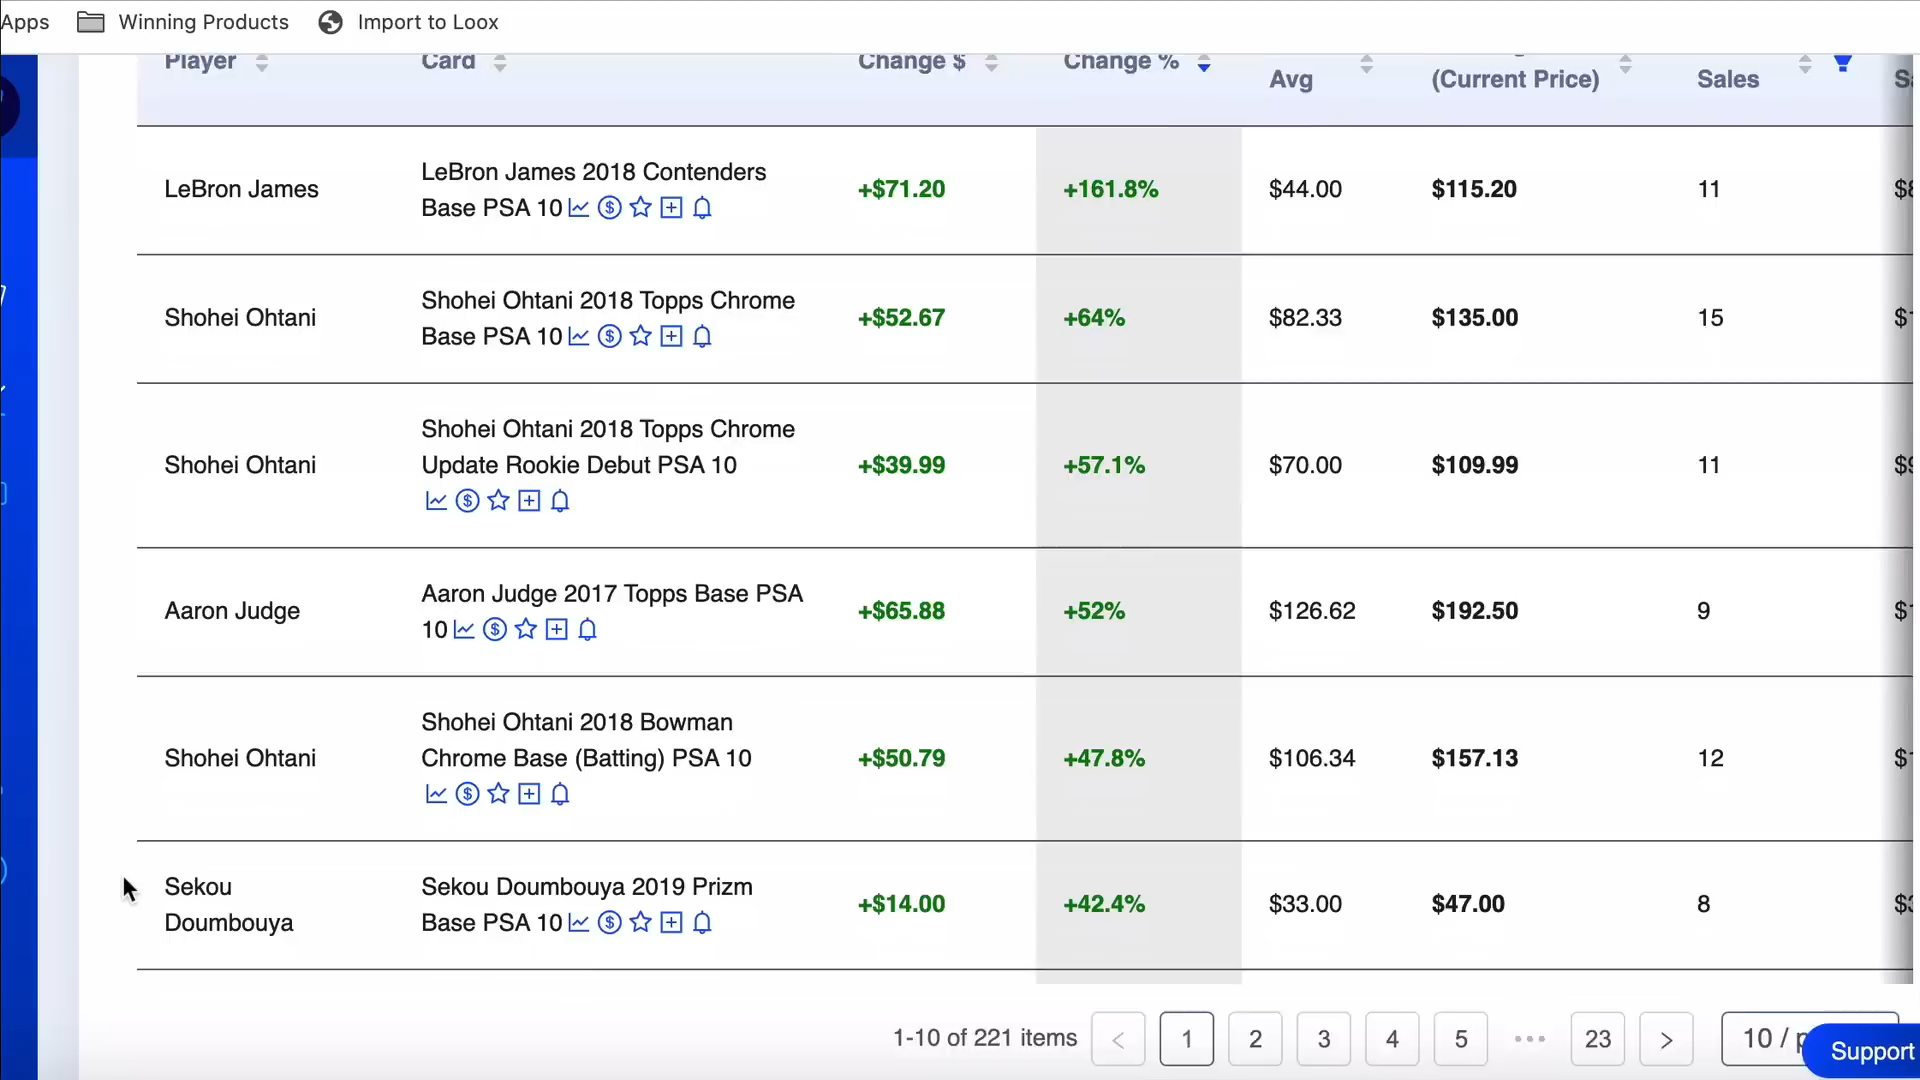 Apps Winning Products Import to Loox
Player Card Change $ Change % Avg (Current Price) Sales
LeBron James LeBron James 2018 Contenders Base PSA 10 +$71.20 +161.8% $44.00 $115.20 11
Shohei Ohtani Shohei Ohtani 2018 Topps Chrome Base PSA 10 +$52.67 +64% $82.33 $135.00 15
Shohei Ohtani Shohei Ohtani 2018 Topps Chrome Update Rookie Debut PSA 10 +$39.99 +57.1% $70.00 $109.99 11
Aaron Judge Aaron Judge 2017 Topps Base PSA 10 +$65.88 +52% $126.62 $192.50 9
Shohei Ohtani Shohei Ohtani 2018 Bowman Chrome Base (Batting) PSA 10 +$50.79 +47.8% $106.34 $157.13 12
Sekou Doumbouya Sekou Doumbouya 2019 Prizm Base PSA 10 +$14.00 +42.4% $33.00 $47.00 8
1-10 of 221 items < 1 2 3 4 5 ••• 23 > 10 / Support